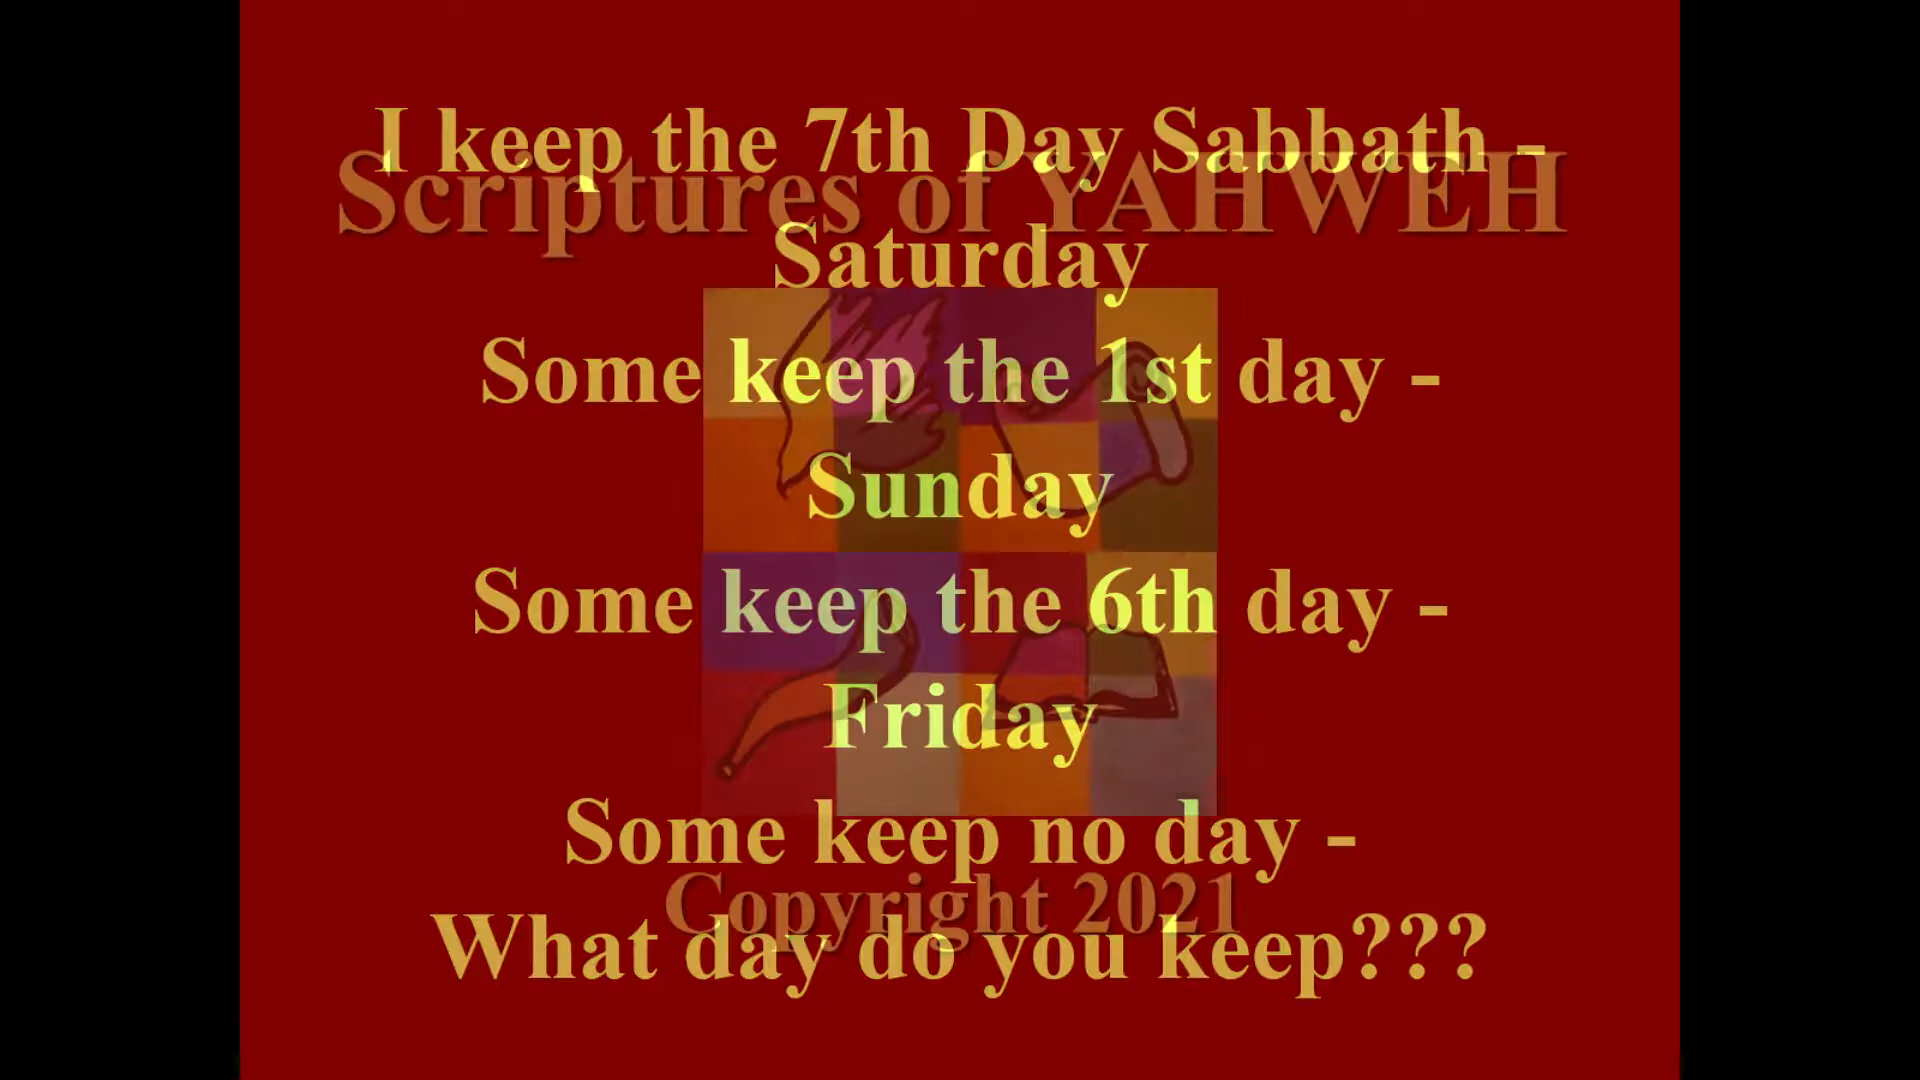 I keep the 7th Day Sabbath -
Scriptures of YAHWEH
Saturday
Some keep the 1st day -
Sunday
Some keep the 6th day -
Friday
Some keep no day -
Copyright 2021
What day do you keep???